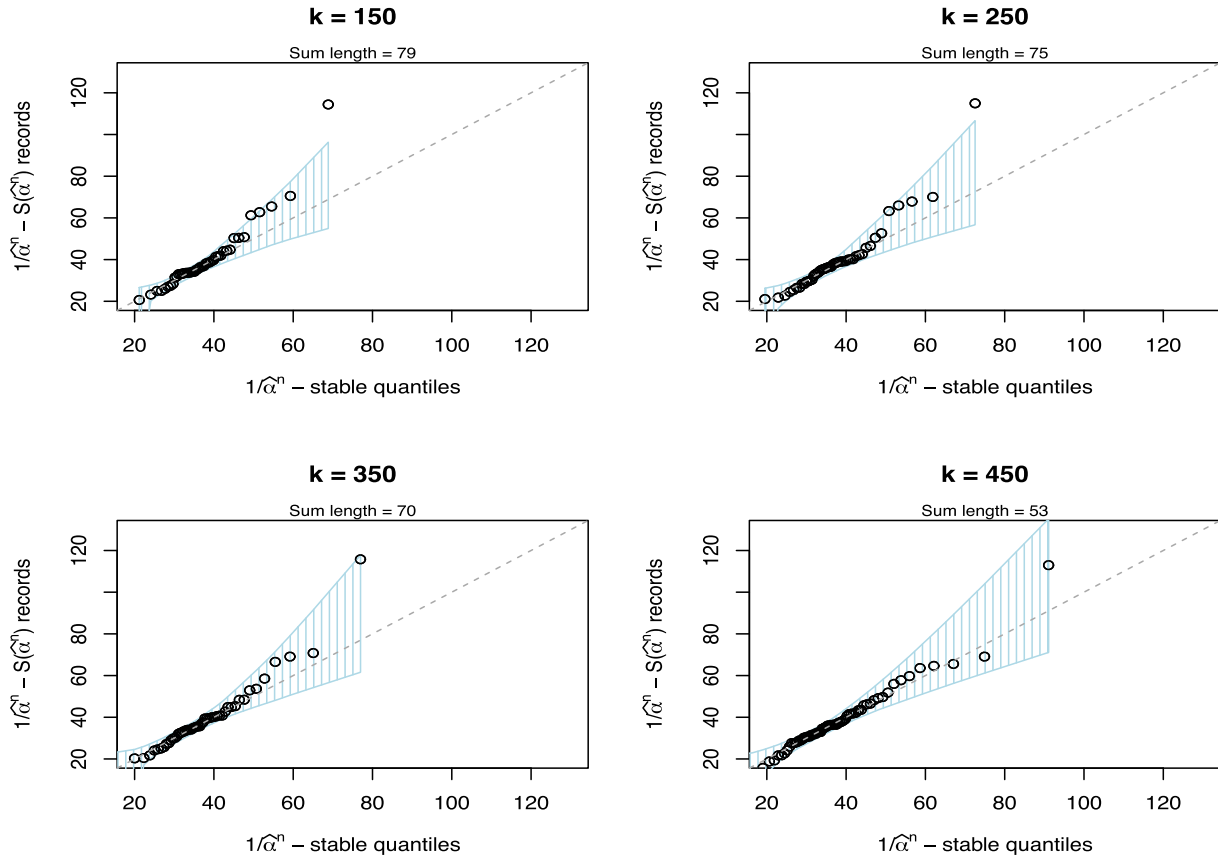 k = 150
Sum length = 79
1/α̂ⁿ – S(α̂ⁿ) records
120
80
60
40
20
20 40 60 80 100 120
1/α̂ⁿ – stable quantiles
k = 250
Sum length = 75
1/α̂ⁿ – S(α̂ⁿ) records
120
80
60
40
20
20 40 60 80 100 120
1/α̂ⁿ – stable quantiles
k = 350
Sum length = 70
1/α̂ⁿ – S(α̂ⁿ) records
120
80
60
40
20
20 40 60 80 100 120
1/α̂ⁿ – stable quantiles
k = 450
Sum length = 53
1/α̂ⁿ – S(α̂ⁿ) records
120
80
60
40
20
20 40 60 80 100 120
1/α̂ⁿ – stable quantiles